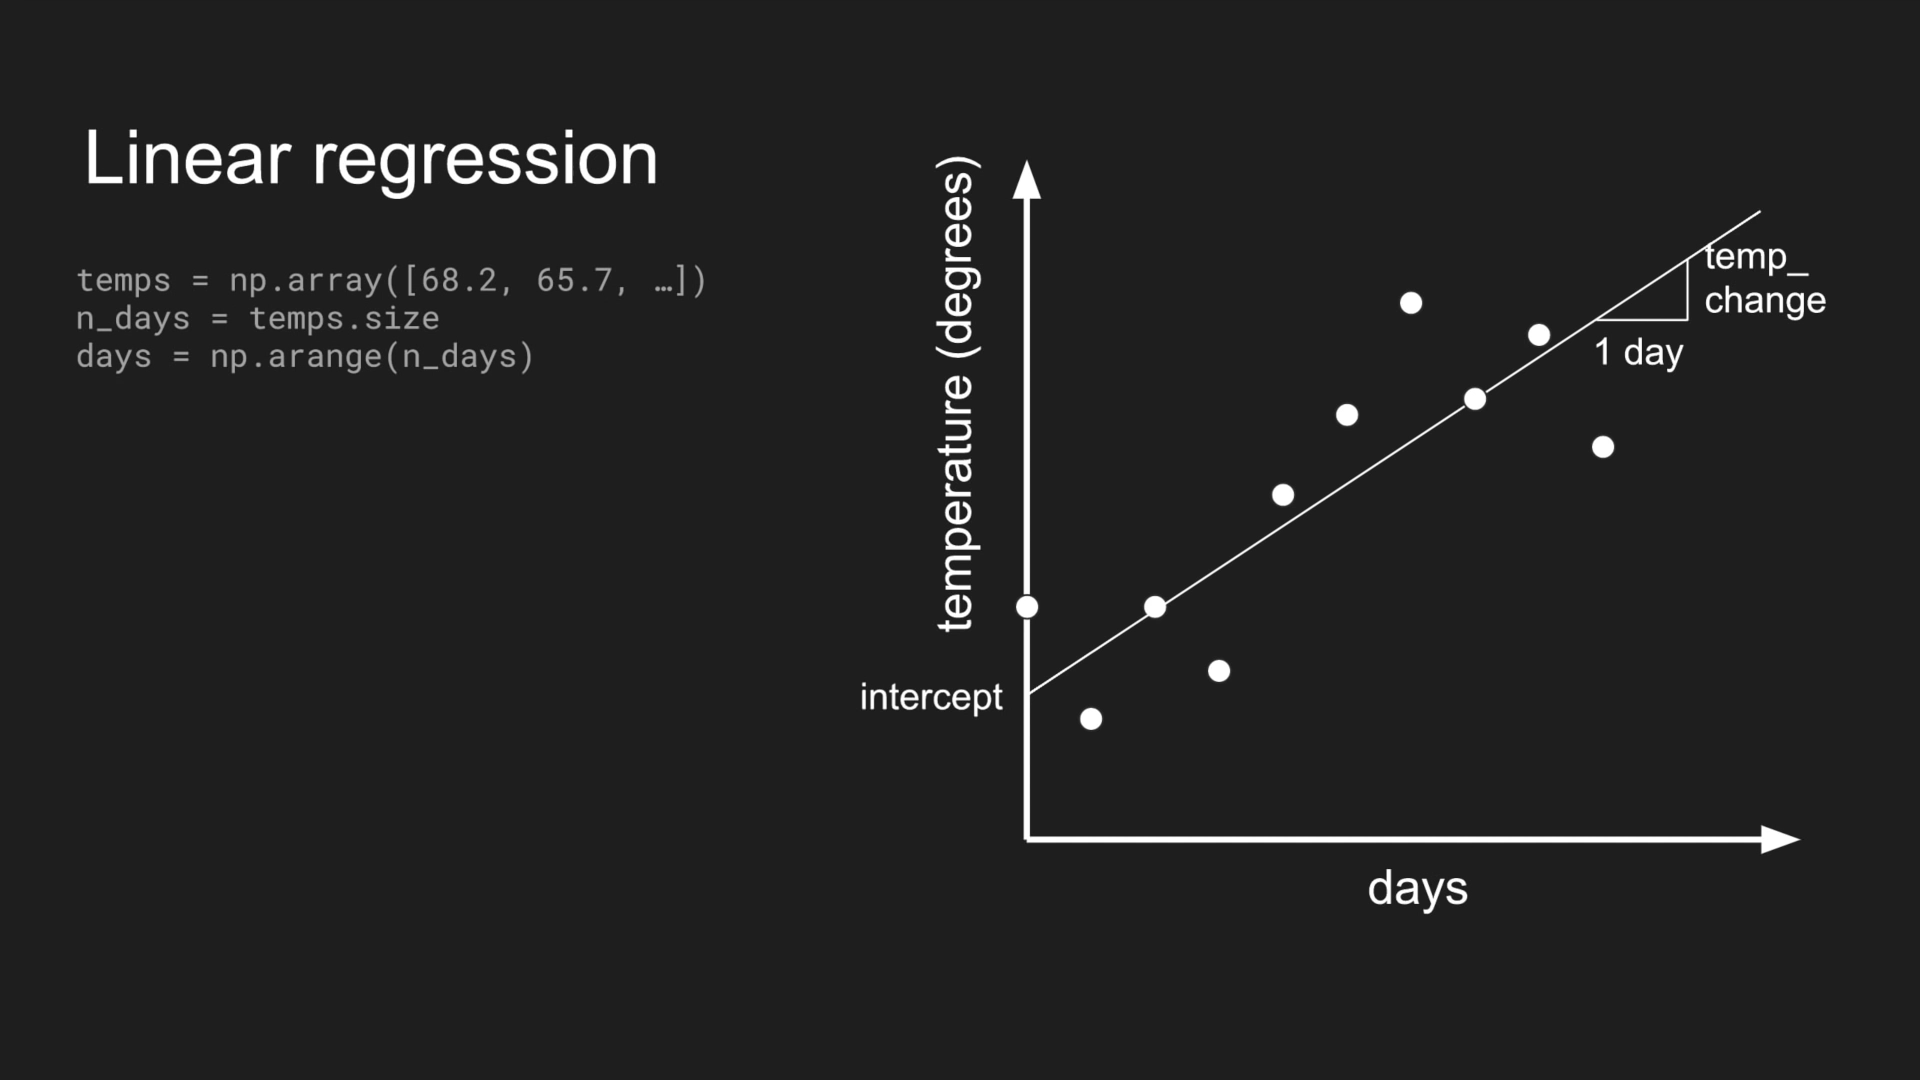 Linear regression
temps = np.array([68.2, 65.7, …])
n_days = temps.size
days = np.arange(n_days)
temperature (degrees)
temp_
change
1 day
intercept
days